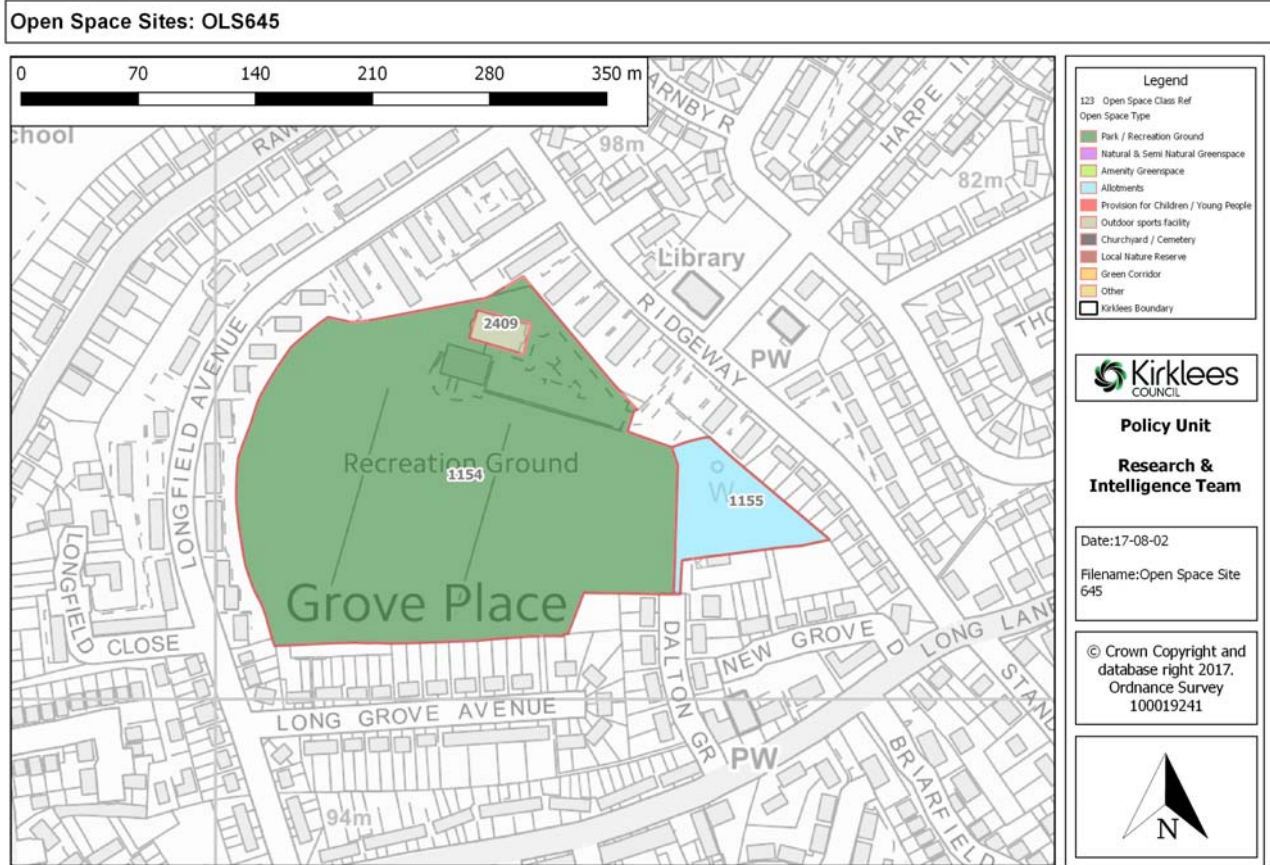 Open Space Sites: OLS645
0 70 140 210 280 350 m
chool
RAW
ARNBY R
HARPE I
98m
82m
Library
RIDGEWAY
PW
THO
LONGFIELD AVENUE
2409
Recreation Ground
1154
W
1155
Grove Place
LONGFIELD
CLOSE
DALTON GR
NEW GROVE D
LONG LANE
STAND
LONG GROVE AVENUE
PW
BRIARFIELD
94m
Legend
123 Open Space Class Ref
Open Space Type
Park / Recreation Ground
Natural & Semi Natural Greenspace
Amenity Greenspace
Allotments
Provision for Children / Young People
Outdoor sports facility
Churchyard / Cemetery
Local Nature Reserve
Green Corridor
Other
Kirklees Boundary
Kirklees
COUNCIL
Policy Unit
Research &
Intelligence Team
Date:17-08-02
Filename:Open Space Site
645
© Crown Copyright and
database right 2017.
Ordnance Survey
100019241
N